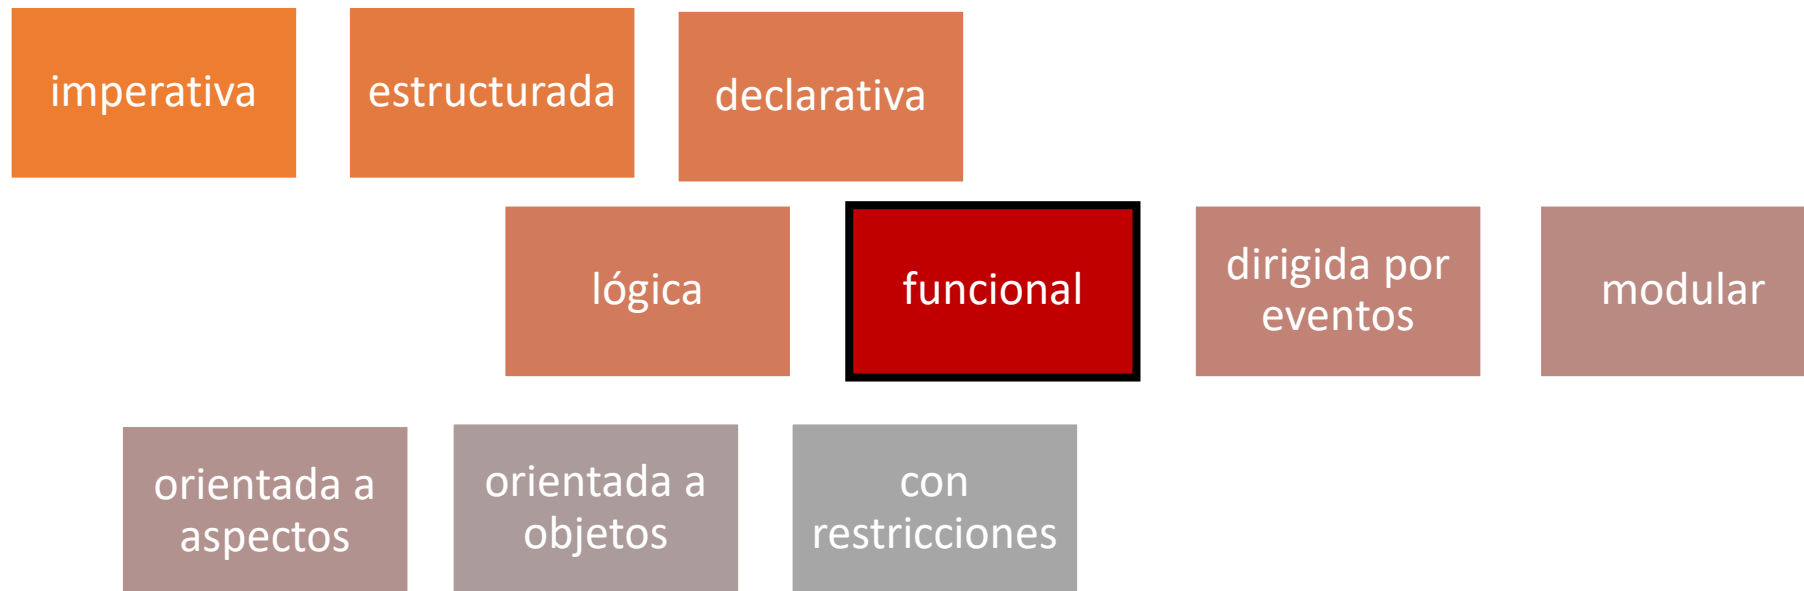 imperativa
estructurada
declarativa
lógica
funcional
dirigida por
eventos
modular
orientada a
aspectos
orientada a
objetos
con
restricciones